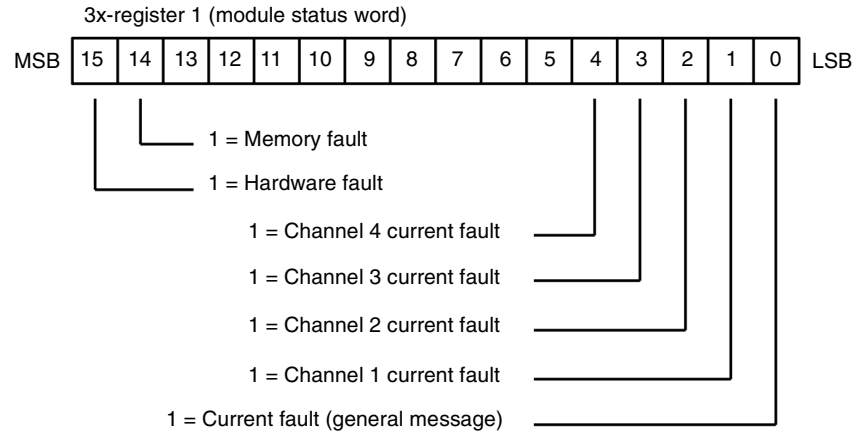 3x-register 1 (module status word)
MSB 15 14 13 12 11 10 9 8 7 6 5 4 3 2 1 0 LSB
1 = Memory fault
1 = Hardware fault
1 = Channel 4 current fault
1 = Channel 3 current fault
1 = Channel 2 current fault
1 = Channel 1 current fault
1 = Current fault (general message)